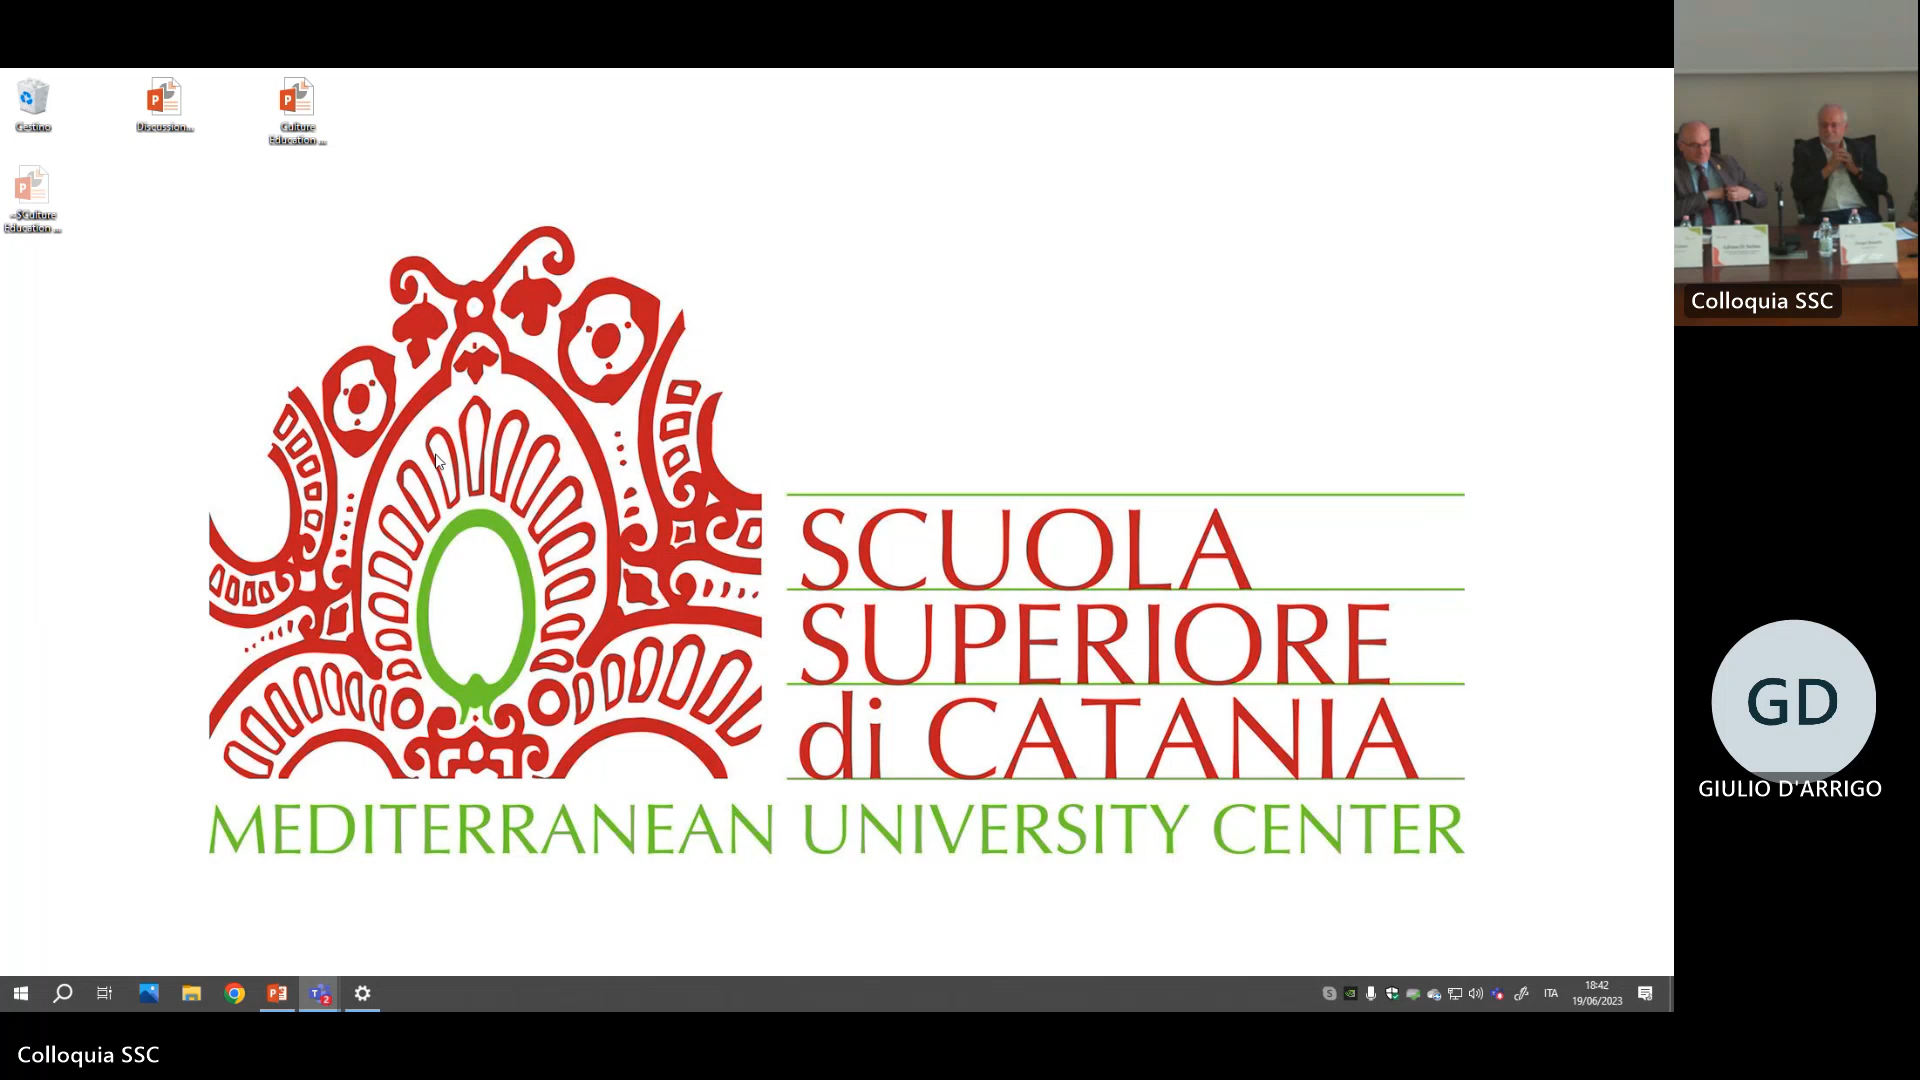 Cestino
Discussion...
Culture
Education ...
~$Culture
Education ...
SCUOLA
SUPERIORE
di CATANIA
MEDITERRANEAN UNIVERSITY CENTER
Colloquia SSC
GD
GIULIO D'ARRIGO
ITA
18:42
19/06/2023
Colloquia SSC